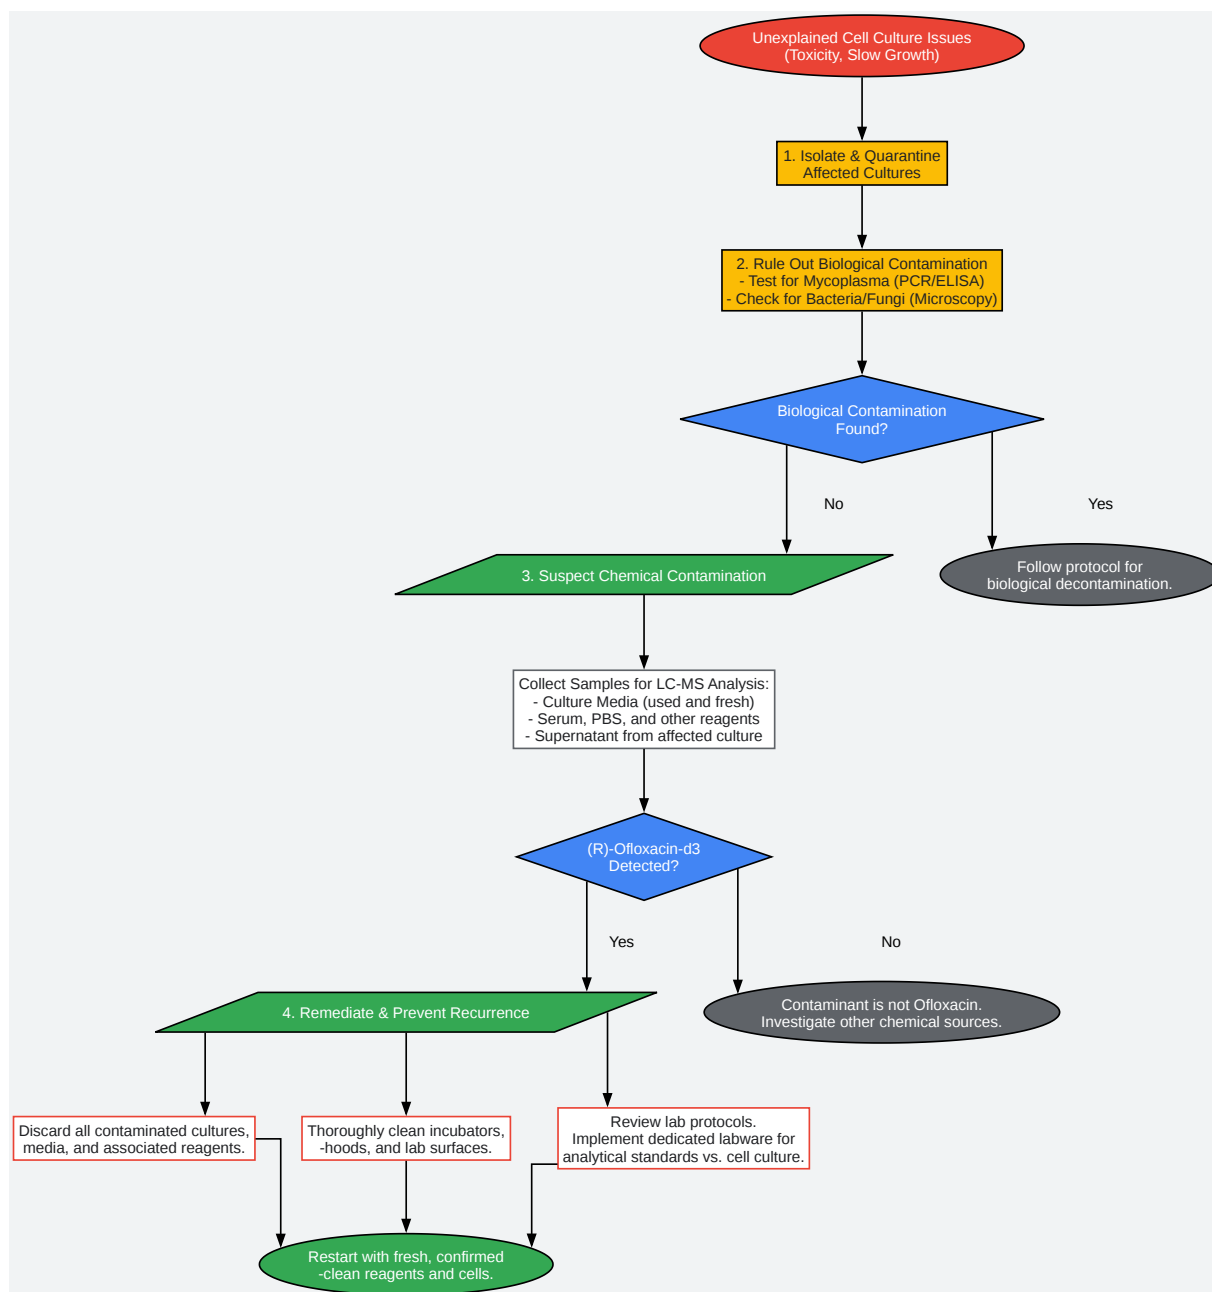 Unexplained Cell Culture Issues
(Toxicity, Slow Growth)
1. Isolate & Quarantine
Affected Cultures
2. Rule Out Biological Contamination
- Test for Mycoplasma (PCR/ELISA)
- Check for Bacteria/Fungi (Microscopy)
Biological Contamination
Found?
No
Yes
3. Suspect Chemical Contamination
Follow protocol for
biological decontamination.
Collect Samples for LC-MS Analysis:
- Culture Media (used and fresh)
- Serum, PBS, and other reagents
- Supernatant from affected culture
(R)-Ofloxacin-d3
Detected?
Yes
No
4. Remediate & Prevent Recurrence
Contaminant is not Ofloxacin.
Investigate other chemical sources.
Discard all contaminated cultures,
media, and associated reagents.
Thoroughly clean incubators,
-hoods, and lab surfaces.
Review lab protocols.
Implement dedicated labware for
analytical standards vs. cell culture.
Restart with fresh, confirmed
-clean reagents and cells.